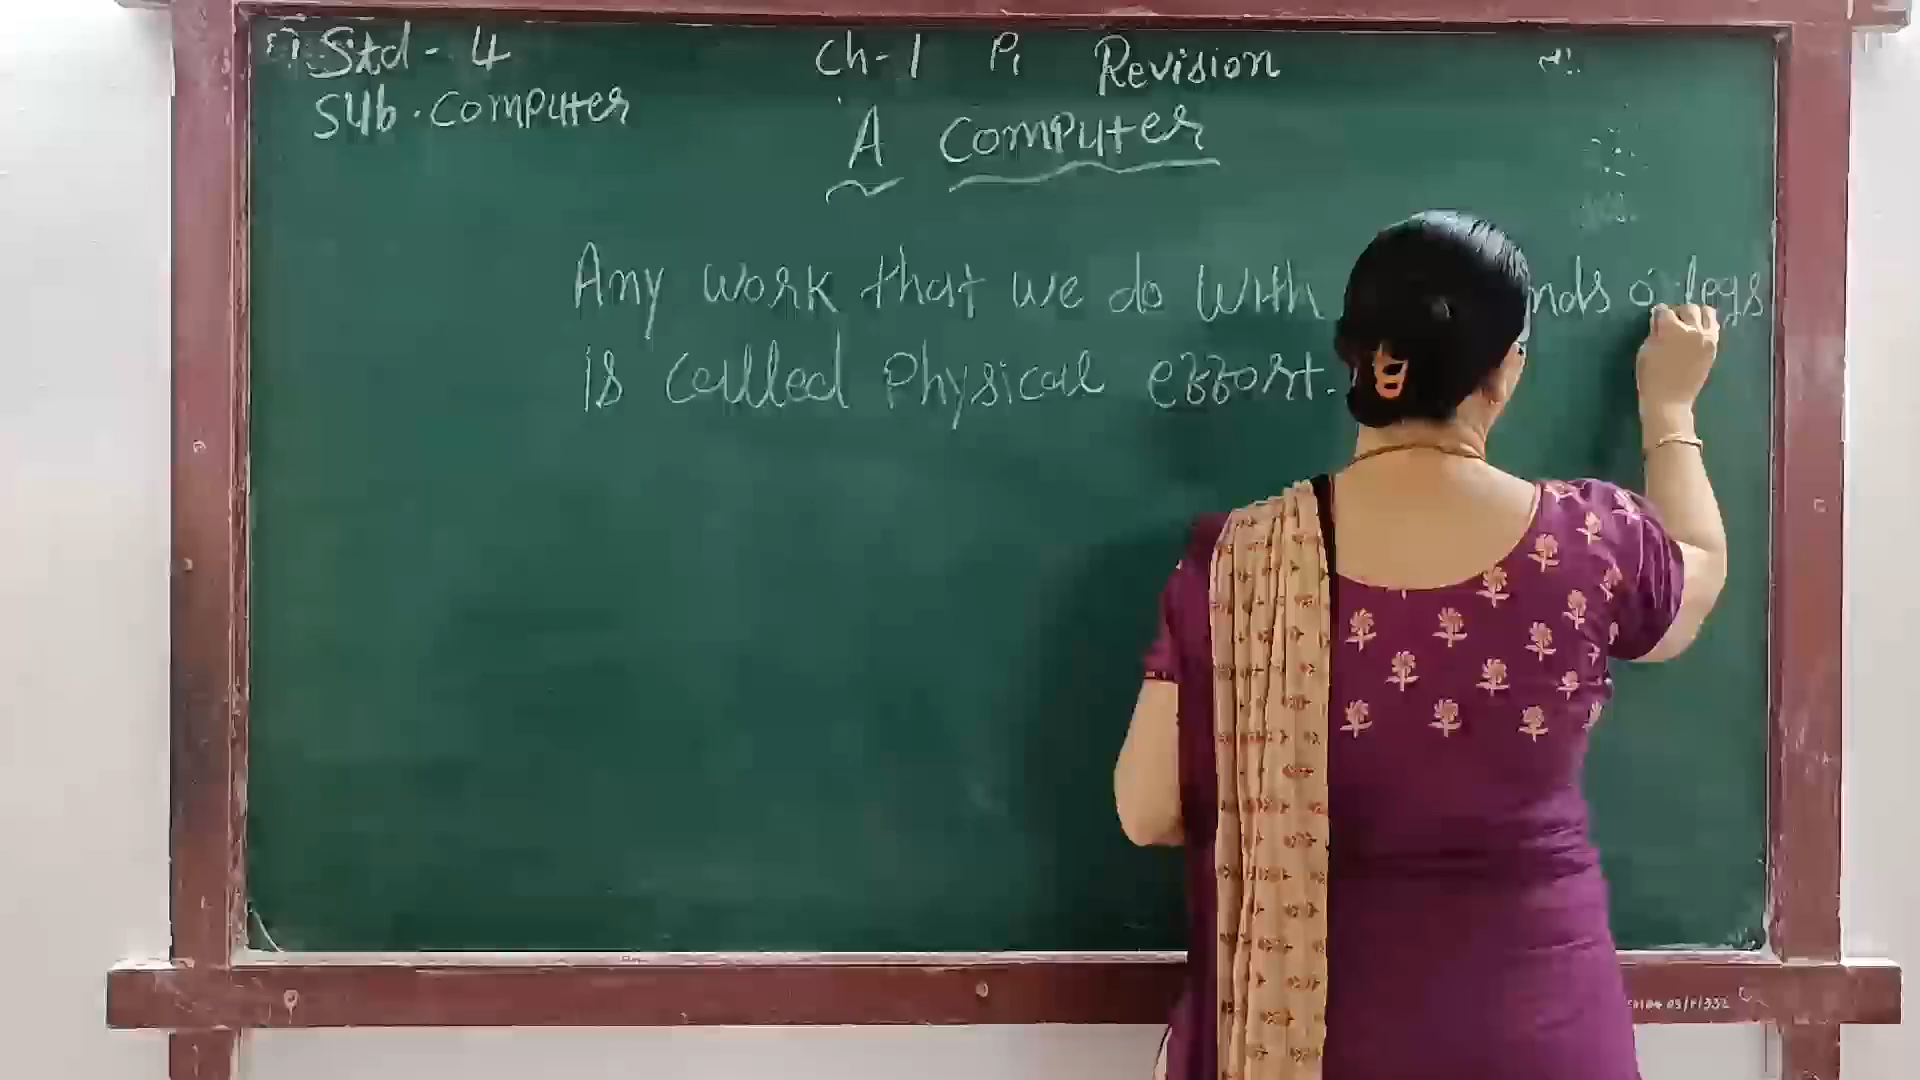 Std - 4 Ch-1 P1 Revision
Sub. Computer
A Computer
Any work that we do with nds legs
is called Physical effort.